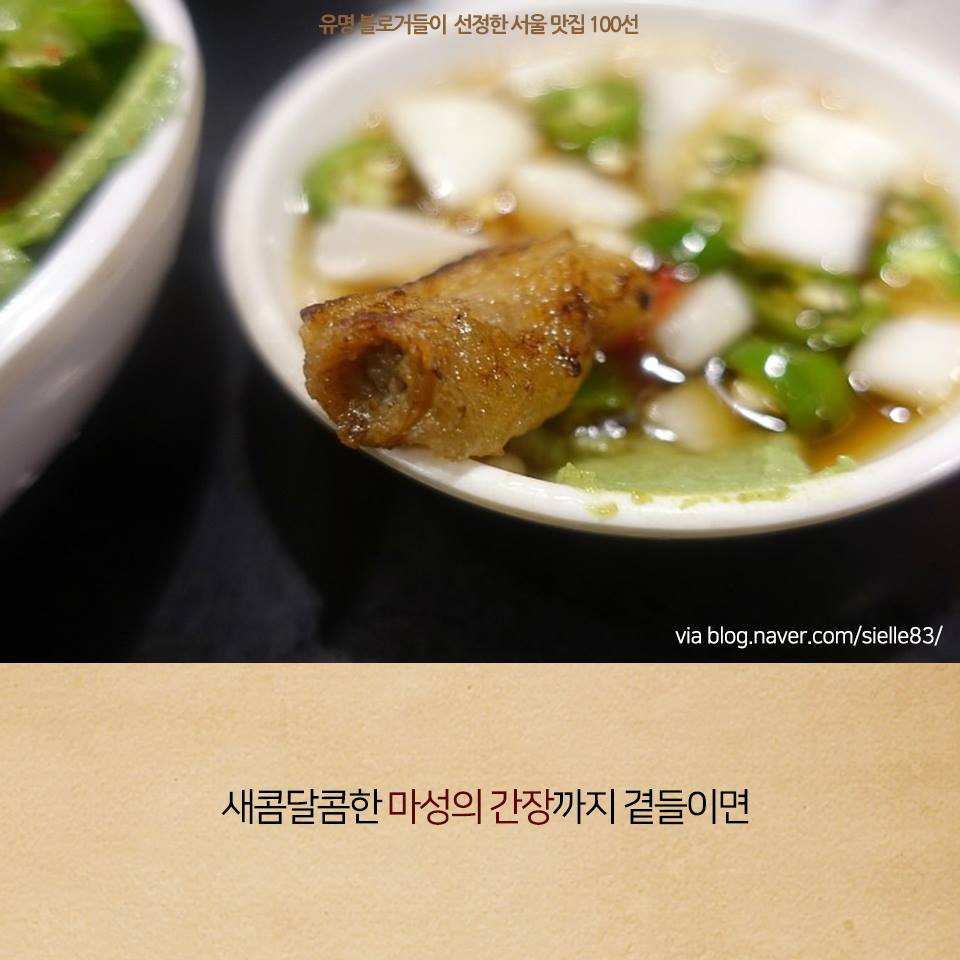 유명 블로거들이 선정한 서울 맛집 100선
via blog.naver.com/sielle83/
새콤달콤한 마성의 간장까지 곁들이면